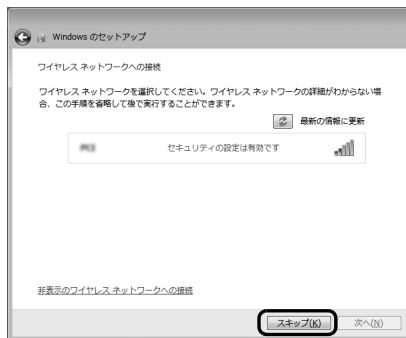 Windows のセットアップ
ワイヤレス ネットワークへの接続
ワイヤレス ネットワークを選択してください。ワイヤレス ネットワークの詳細がわからない場
合、この手順を省略して後で実行することができます。
最新の情報に更新
セキュリティの設定は有効です
非表示のワイヤレス ネットワークへの接続
スキップ(K)
次へ(N)